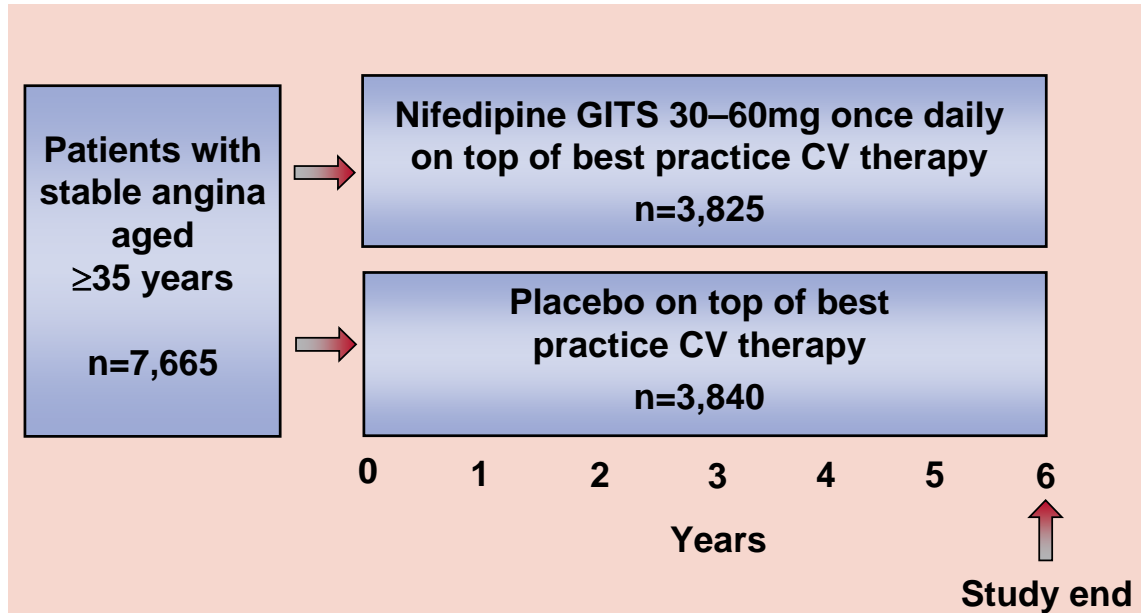 Patients with
stable angina
aged
≥35 years
n=7,665
Nifedipine GITS 30–60mg once daily
on top of best practice CV therapy
n=3,825
Placebo on top of best
practice CV therapy
n=3,840
0 1 2 3 4 5 6
Years
Study end